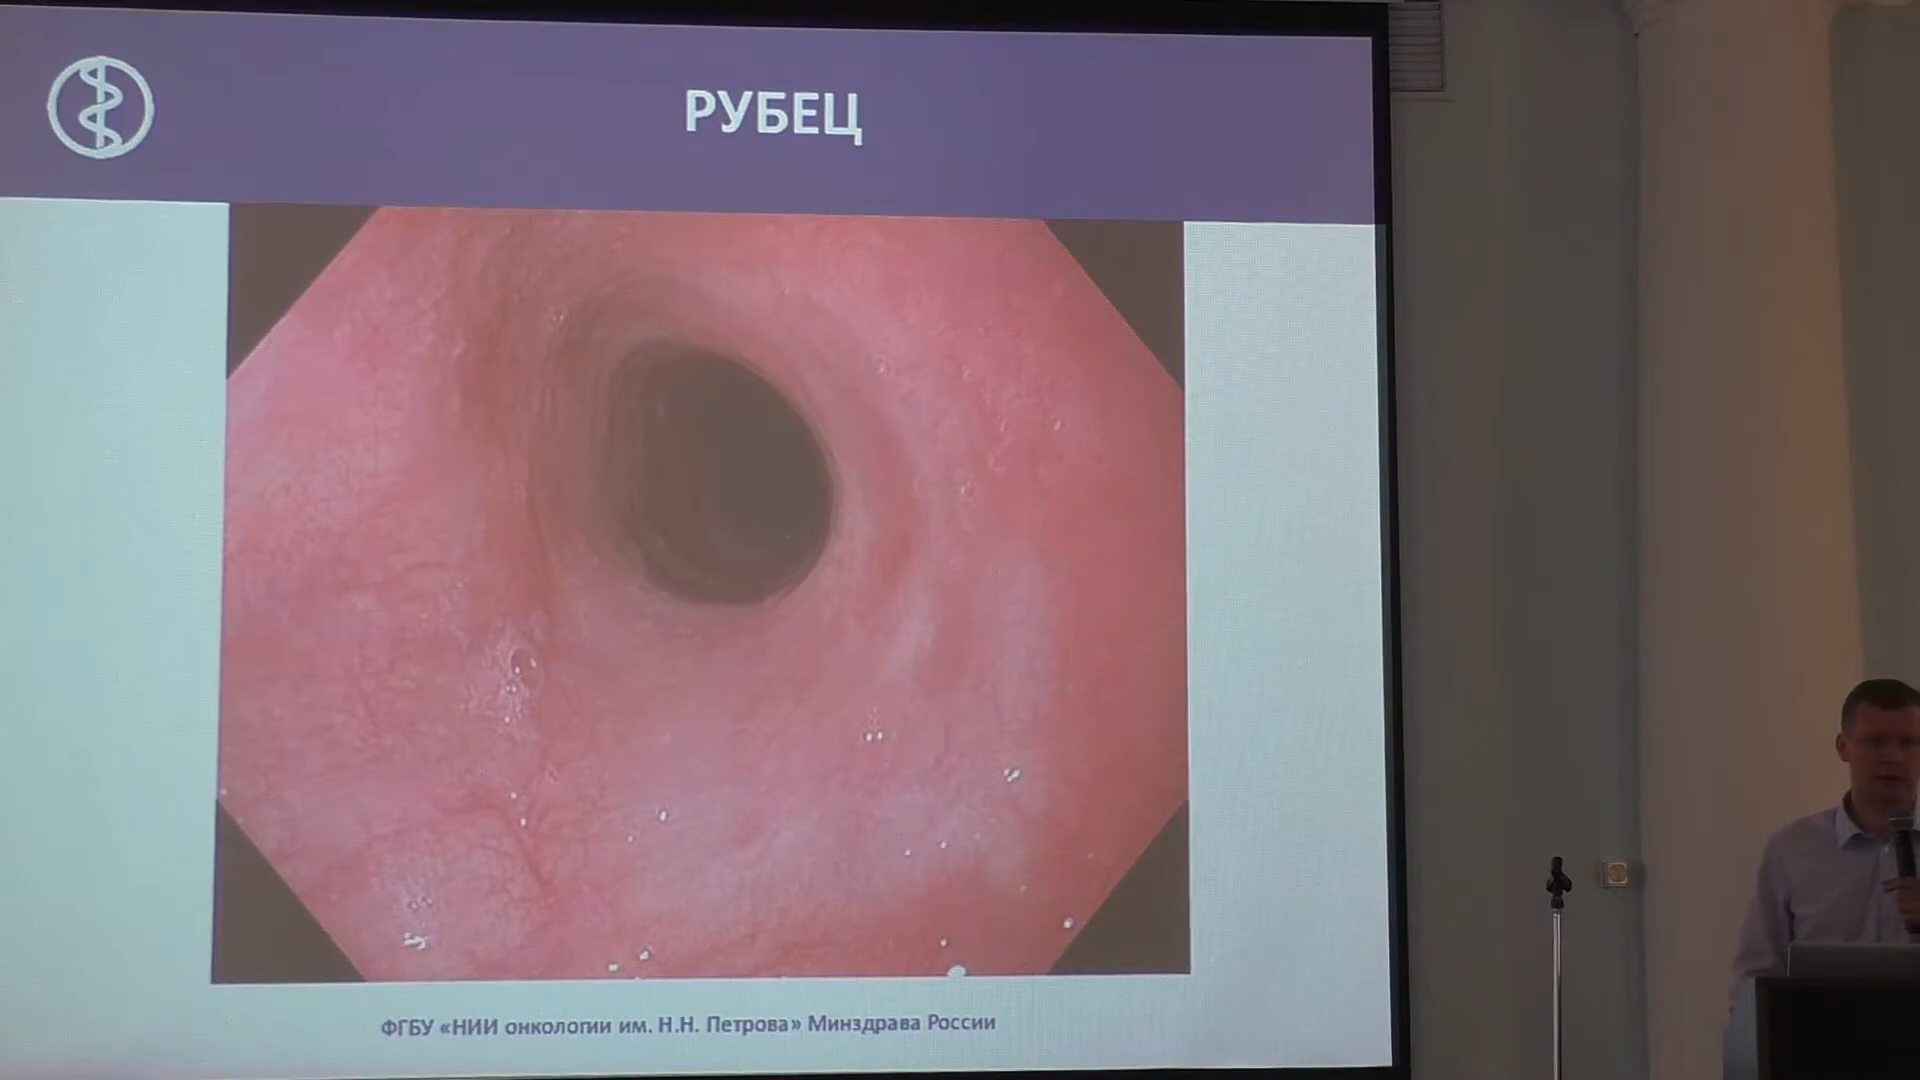 РУБЕЦ
ФГБУ «НИИ онкологии им. Н.Н. Петрова» Минздрава России